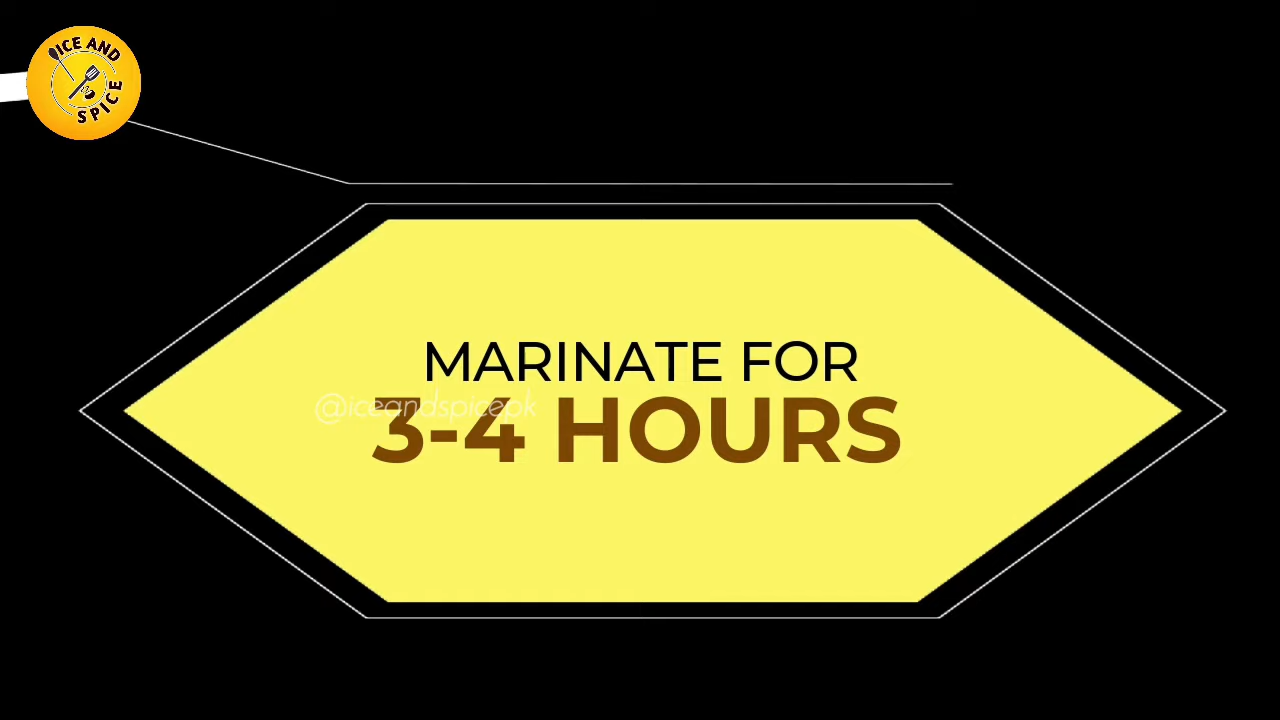 ICE AND
SPICE
MARINATE FOR
@iceandspicepk
3-4 HOURS